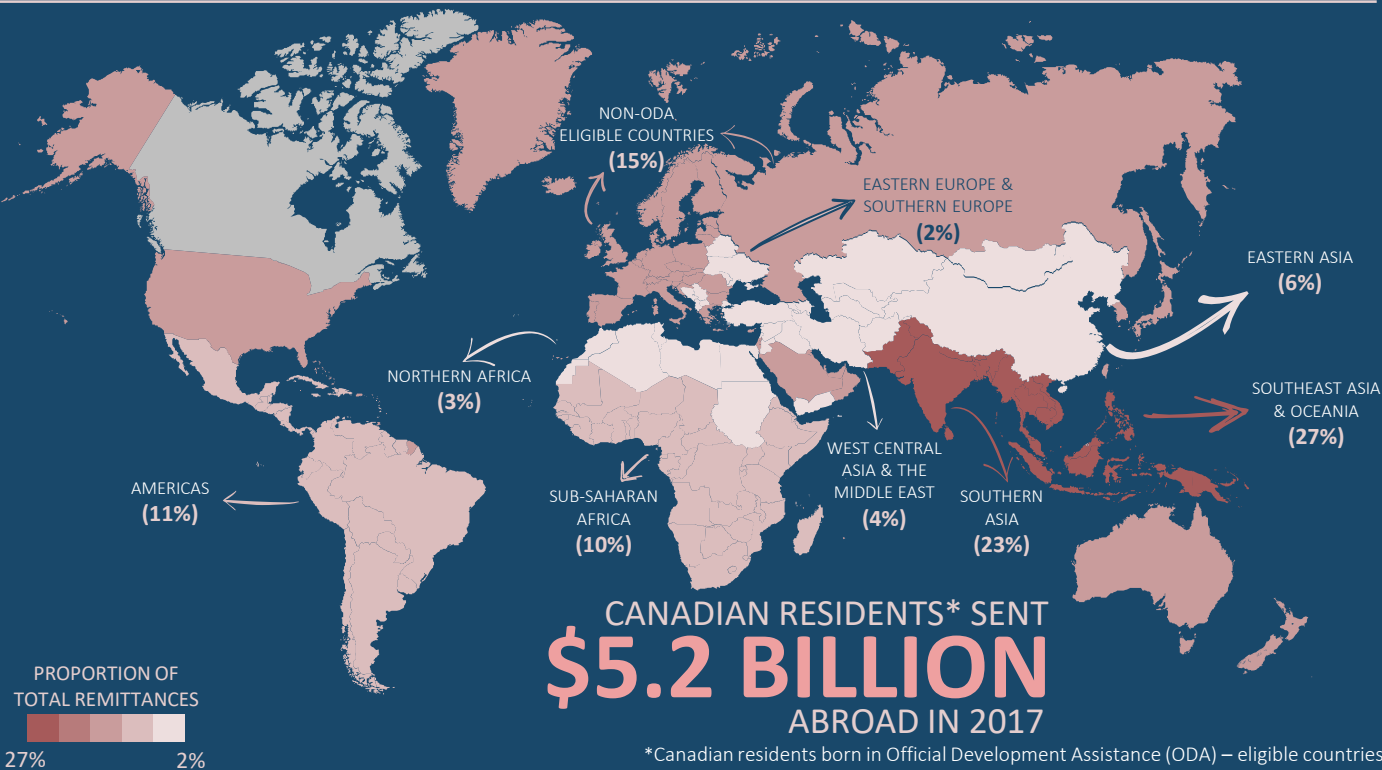 NON-ODA
ELIGIBLE COUNTRIES
(15%)
EASTERN EUROPE &
SOUTHERN EUROPE
(2%)
EASTERN ASIA
(6%)
NORTHERN AFRICA
(3%)
SOUTHEAST ASIA
& OCEANIA
(27%)
WEST CENTRAL
ASIA & THE
MIDDLE EAST
(4%)
AMERICAS
(11%)
SUB-SAHARAN
AFRICA
(10%)
SOUTHERN
ASIA
(23%)
CANADIAN RESIDENTS* SENT
$5.2 BILLION
ABROAD IN 2017
PROPORTION OF
TOTAL REMITTANCES
27% 2%
*Canadian residents born in Official Development Assistance (ODA) – eligible countries